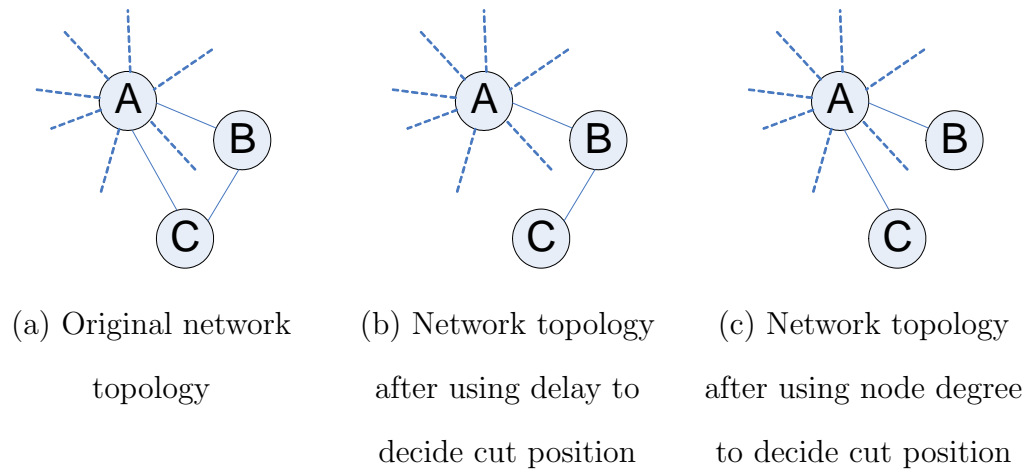 A
B
C
A
B
C
A
B
C
(a) Original network
topology
(b) Network topology
after using delay to
decide cut position
(c) Network topology
after using node degree
to decide cut position